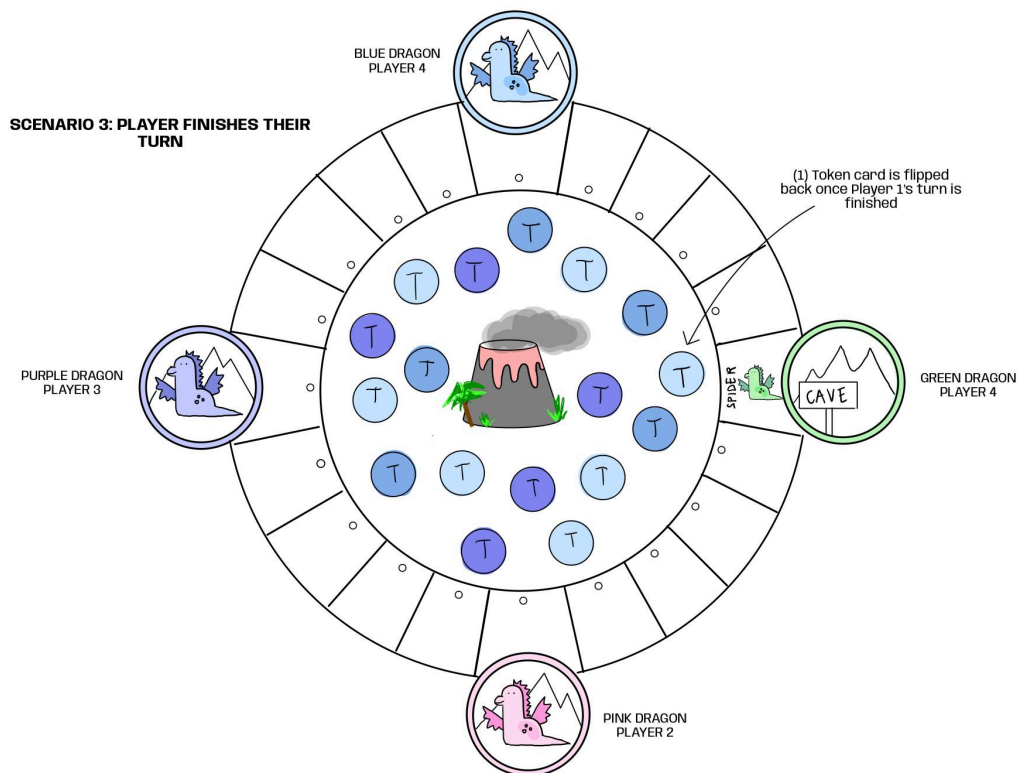 BLUE DRAGON
PLAYER 4
SCENARIO 3: PLAYER FINISHES THEIR
TURN
(1) Token card is flipped
back once Player 1's turn is
finished
T
T
T
T
T
T
T
PURPLE DRAGON
PLAYER 3
T
T
SPIDER
CAVE
GREEN DRAGON
PLAYER 4
T
T
T
T
T
T
T
T
PINK DRAGON
PLAYER 2